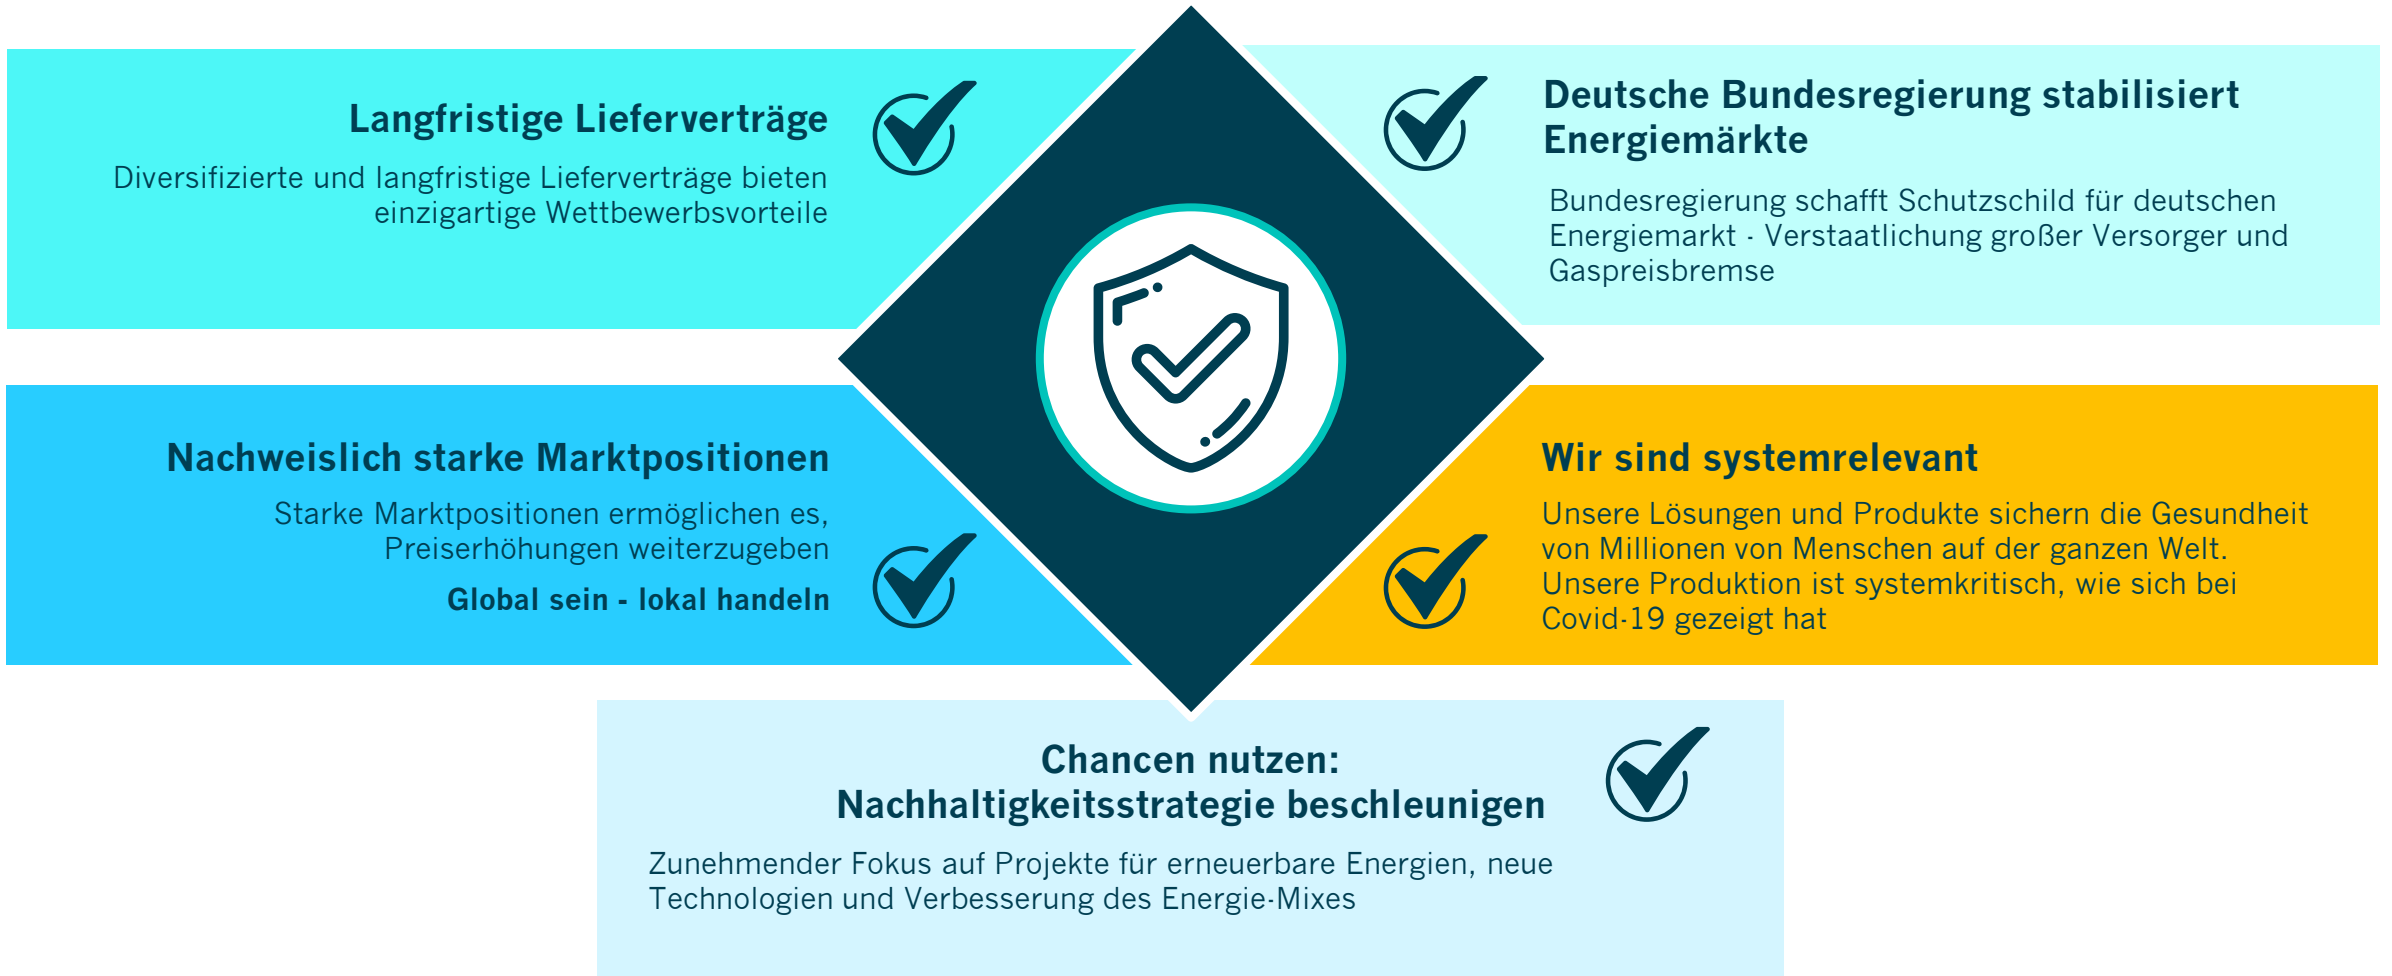 Langfristige Lieferverträge
Diversifizierte und langfristige Lieferverträge bieten
einzigartige Wettbewerbsvorteile
Deutsche Bundesregierung stabilisiert
Energiemärkte
Bundesregierung schafft Schutzschild für deutschen
Energiemarkt - Verstaatlichung großer Versorger und
Gaspreisbremse
Nachweislich starke Marktpositionen
Starke Marktpositionen ermöglichen es,
Preiserhöhungen weiterzugeben
Global sein - lokal handeln
Wir sind systemrelevant
Unsere Lösungen und Produkte sichern die Gesundheit
von Millionen von Menschen auf der ganzen Welt.
Unsere Produktion ist systemkritisch, wie sich bei
Covid-19 gezeigt hat
Chancen nutzen:
Nachhaltigkeitsstrategie beschleunigen
Zunehmender Fokus auf Projekte für erneuerbare Energien, neue
Technologien und Verbesserung des Energie-Mixes